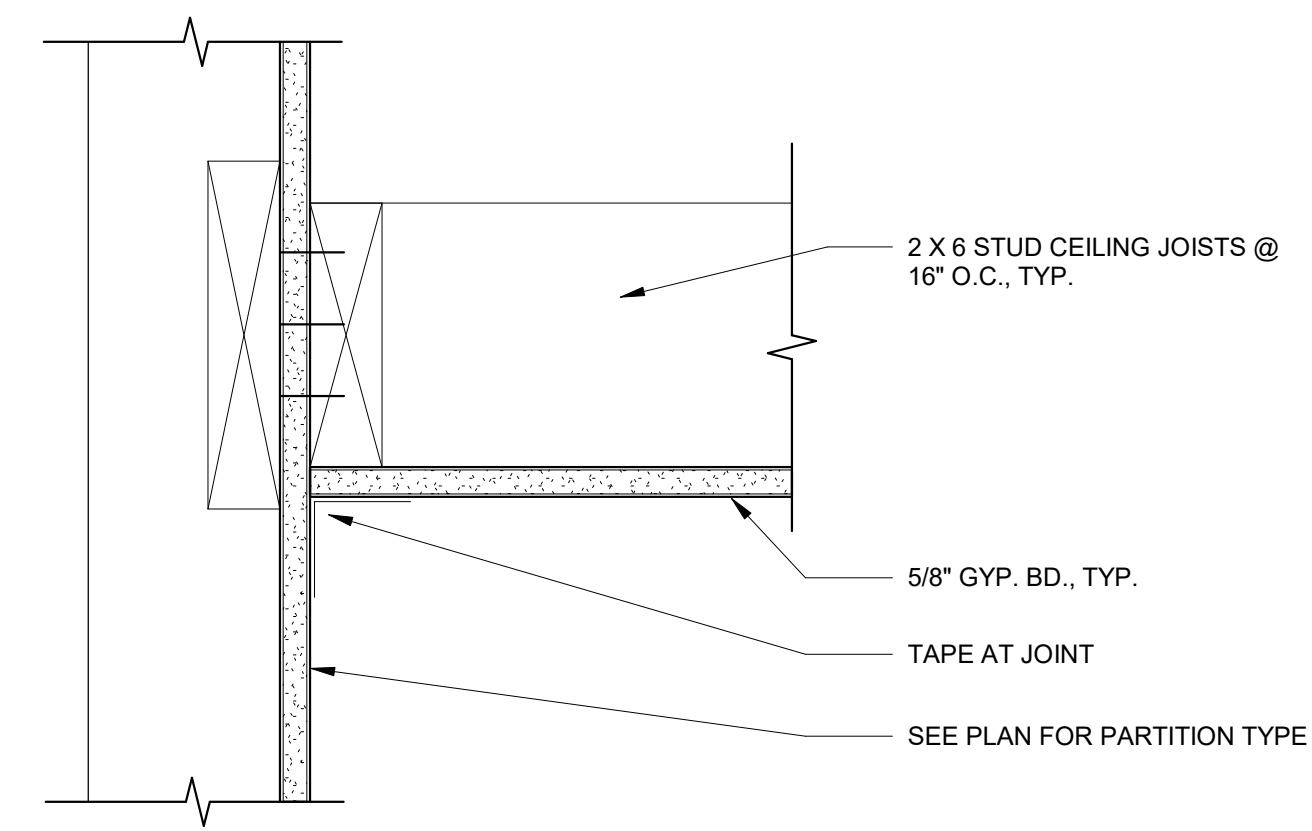 2 X 6 STUD CEILING JOISTS @
16" O.C., TYP.
5/8" GYP. BD., TYP.
TAPE AT JOINT
SEE PLAN FOR PARTITION TYPE